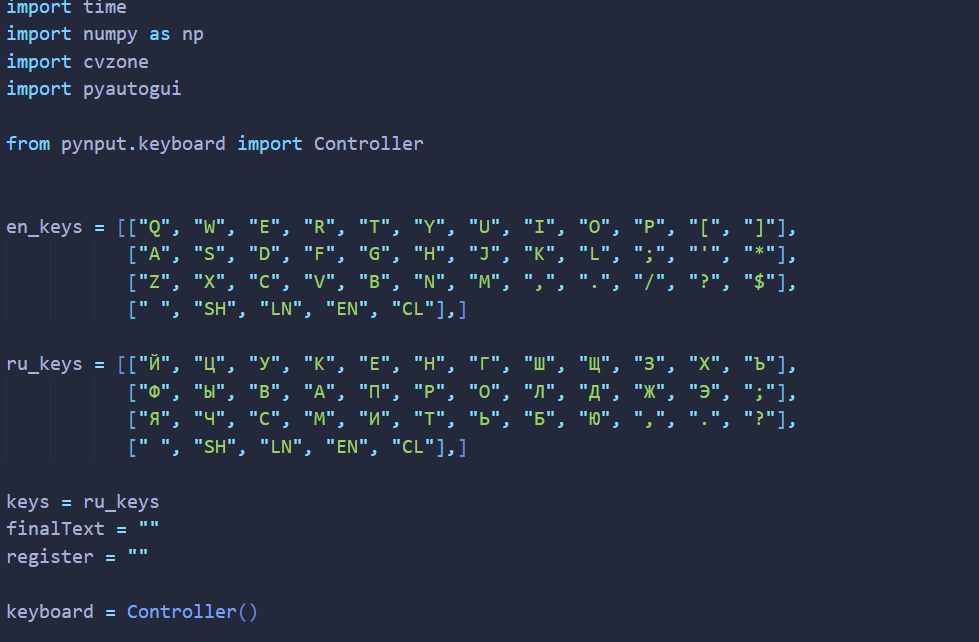 import time
import numpy as np
import cvzone
import pyautogui
from pynput.keyboard import Controller
en_keys = [["Q", "W", "E", "R", "T", "Y", "U", "I", "O", "P", "[", "]"],
["A", "S", "D", "F", "G", "H", "J", "K", "L", ";", "'", "*"],
["Z", "X", "C", "V", "B", "N", "M", ",", ".", "/", "?", "$"],
[" ", "SH", "LN", "EN", "CL"],]
ru_keys = [["Й", "Ц", "У", "К", "Е", "Н", "Г", "Ш", "Щ", "З", "Х", "Ъ"],
["Ф", "Ы", "В", "А", "П", "Р", "О", "Л", "Д", "Ж", "Э", ";"],
["Я", "Ч", "С", "М", "И", "Т", "Ь", "Б", "Ю", ",", ".", "?"],
[" ", "SH", "LN", "EN", "CL"],]
keys = ru_keys
finalText = ""
register = ""
keyboard = Controller()